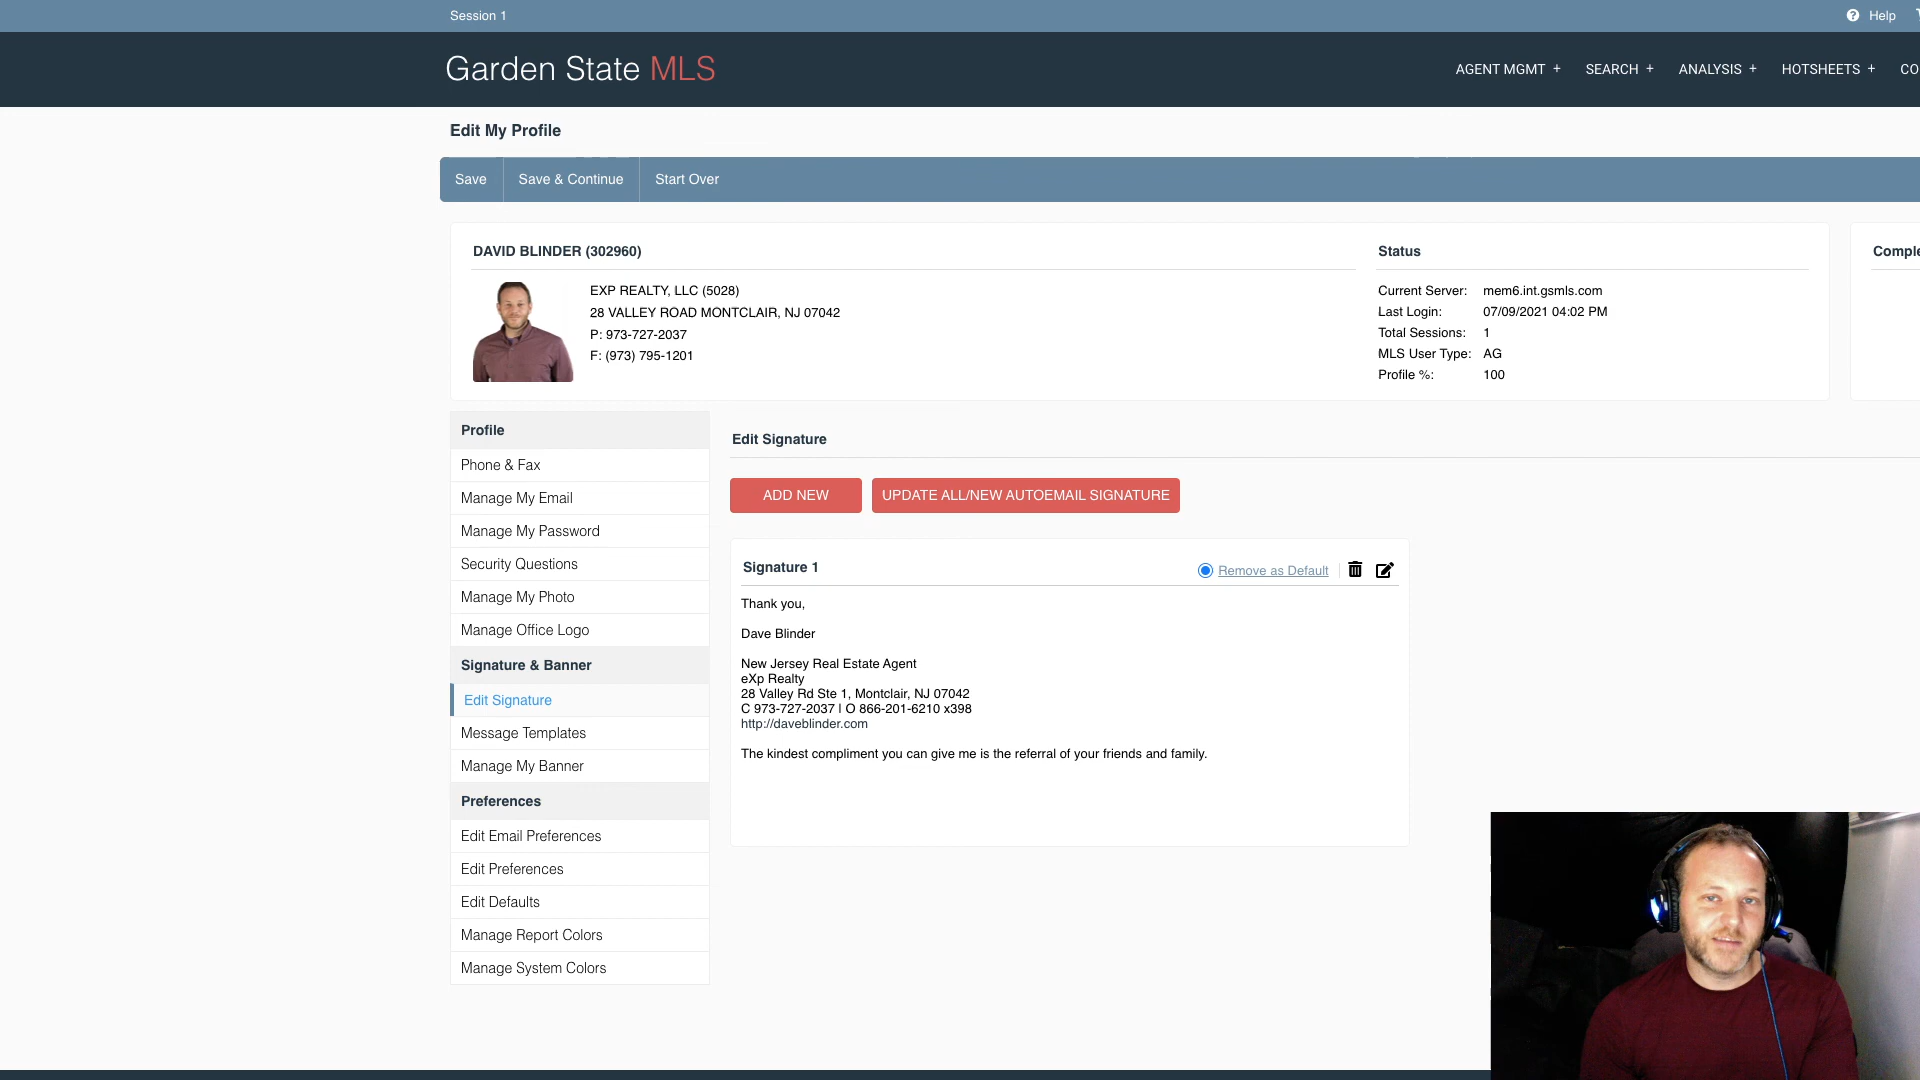 Session 1
Help
Garden State MLS
AGENT MGMT +
SEARCH +
ANALYSIS +
HOTSHEETS +
CO
Edit My Profile
Save
Save & Continue
Start Over
DAVID BLINDER (302960)
EXP REALTY, LLC (5028)
28 VALLEY ROAD MONTCLAIR, NJ 07042
P: 973-727-2037
F: (973) 795-1201
Status
Current Server: mem6.int.gsmls.com
Last Login: 07/09/2021 04:02 PM
Total Sessions: 1
MLS User Type: AG
Profile %: 100
Comple
Profile
Phone & Fax
Manage My Email
Manage My Password
Security Questions
Manage My Photo
Manage Office Logo
Signature & Banner
Edit Signature
Message Templates
Manage My Banner
Preferences
Edit Email Preferences
Edit Preferences
Edit Defaults
Manage Report Colors
Manage System Colors
Edit Signature
ADD NEW
UPDATE ALL/NEW AUTOEMAIL SIGNATURE
Signature 1
Remove as Default
Thank you,
Dave Blinder
New Jersey Real Estate Agent
eXp Realty
28 Valley Rd Ste 1, Montclair, NJ 07042
C 973-727-2037 | O 866-201-6210 x398
http://daveblinder.com
The kindest compliment you can give me is the referral of your friends and family.